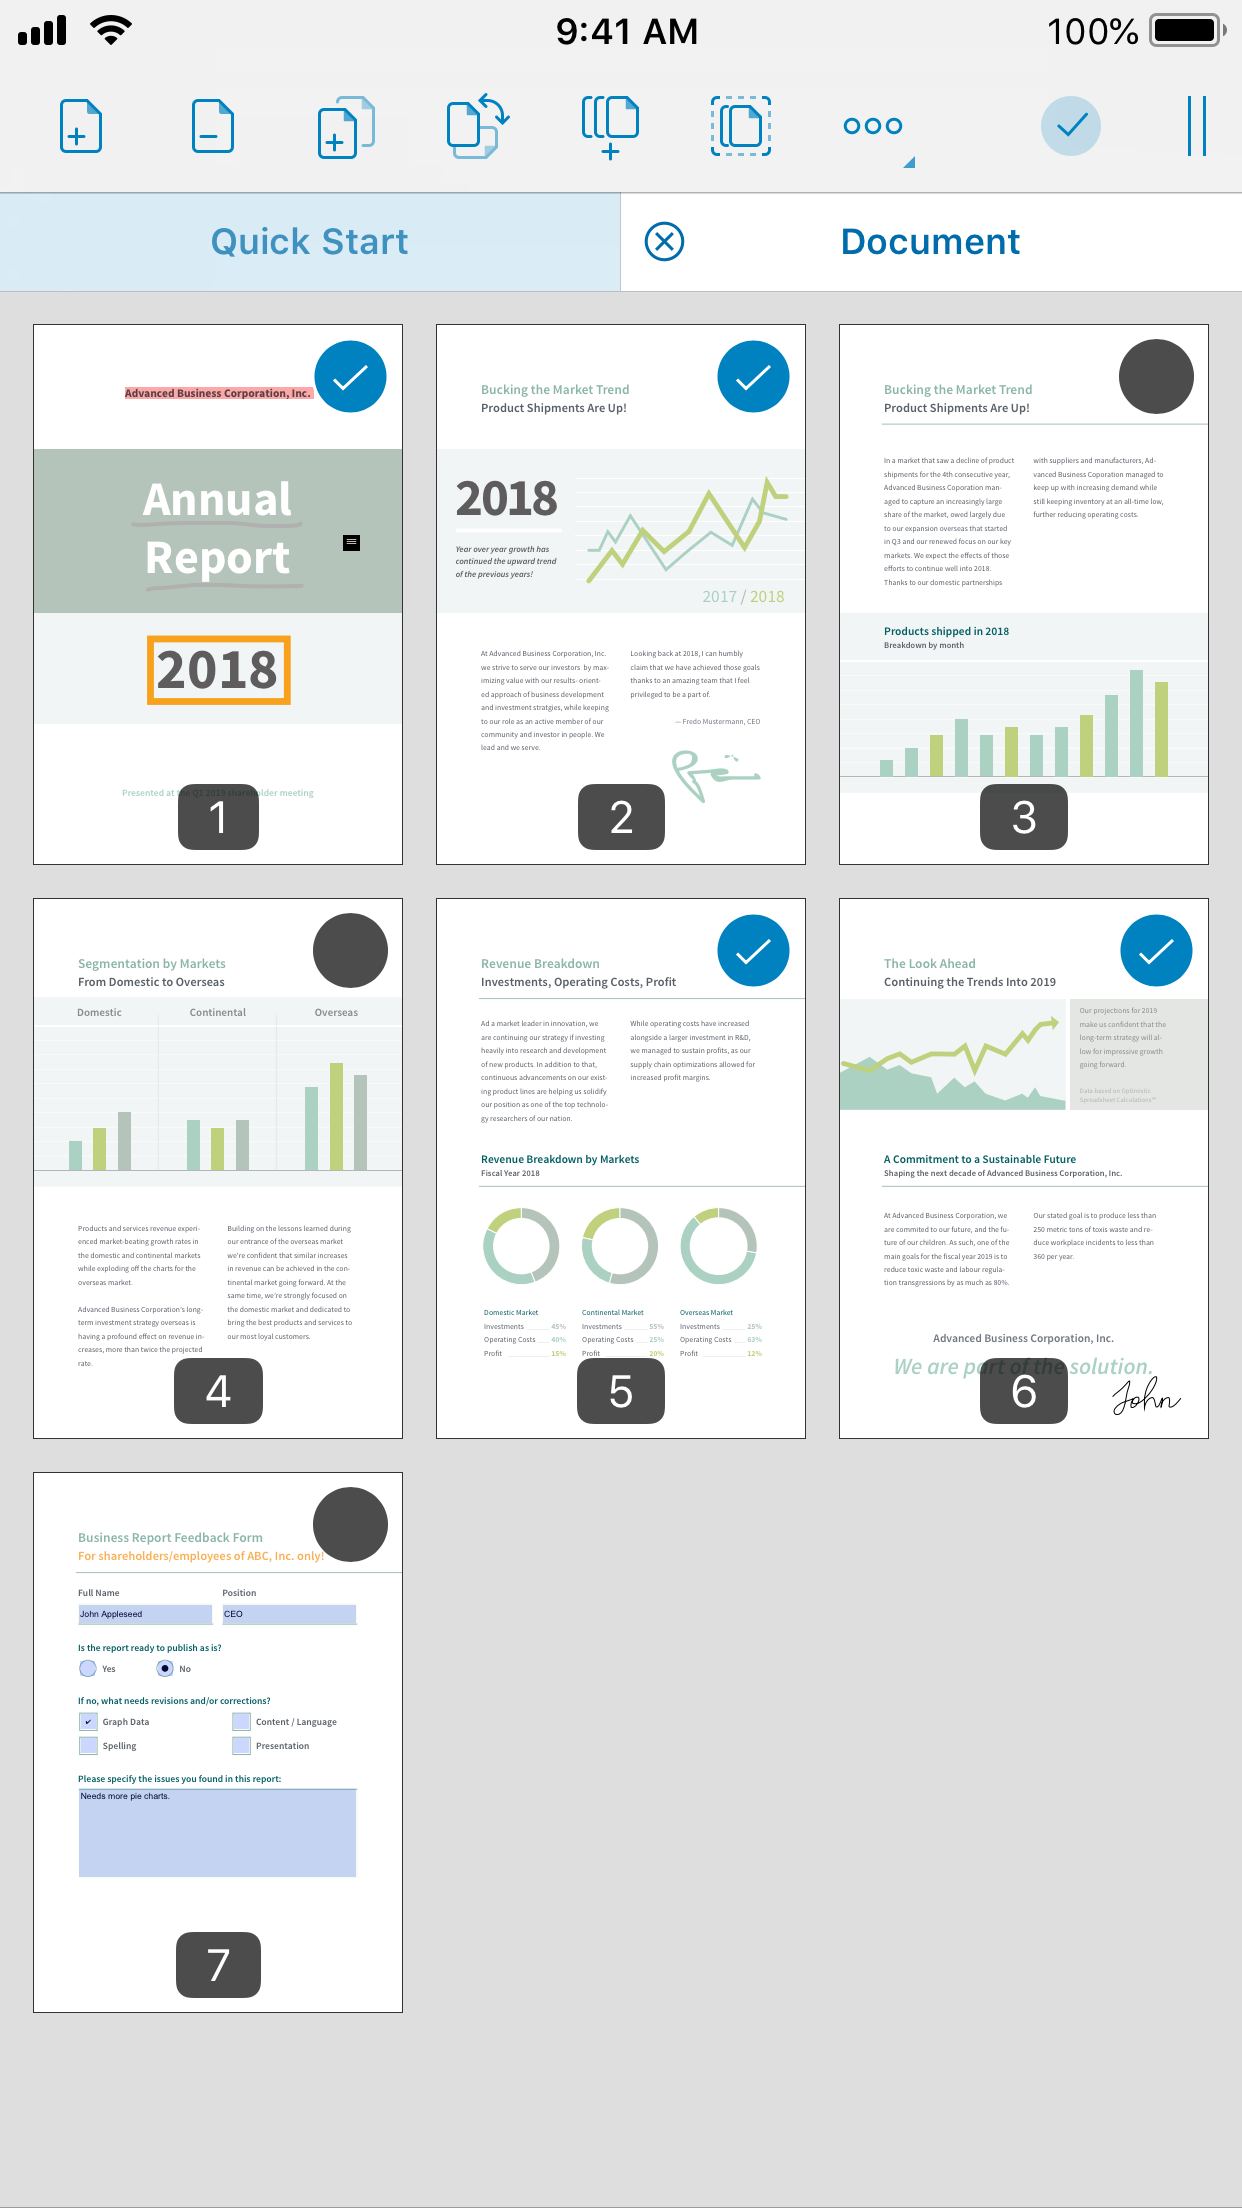 9:41 AM
100%
Quick Start
Document
Advanced Business Corporation, Inc.
Annual
Report
2018
Presented at the Q1 2019 shareholder meeting
1
Bucking the Market Trend
Product Shipments Are Up!
2018
Year over year growth has
continued the upward trend
of the previous years!
2017 / 2018
At Advanced Business Corporation, Inc.
we strive to serve our investors by max-
imizing value with our results- orient-
ed approach of business development
and investment stratgies, while keeping
to our role as an active member of our
community and investor in people. We
lead and we serve.
Looking back at 2018, I can humbly
claim that we have achieved those goals
thanks to an amazing team that I feel
privileged to be a part of.
— Fredo Mustermann, CEO
2
Bucking the Market Trend
Product Shipments Are Up!
In a market that saw a decline of product
shipments for the 4th consecutive year,
Advanced Business Coporation man-
aged to capture an increasingly large
share of the market, owed largely due
to our expansion overseas that started
in Q3 and our renewed focus on our key
markets. We expect the effects of those
efforts to continue well into 2018.
Thanks to our domestic partnerships
with suppliers and manufacturers, Ad-
vanced Business Coporation managed to
keep up with increasing demand while
still keeping inventory at an all-time low,
further reducing operating costs.
Products shipped in 2018
Breakdown by month
3
Segmentation by Markets
From Domestic to Overseas
Domestic
Continental
Overseas
Products and services revenue experi-
enced market-beating growth rates in
the domestic and continental markets
while exploding off the charts for the
overseas market.
Advanced Business Corporation's long-
term investment strategy overseas is
having a profound effect on revenue in-
creases, more than twice the projected
rate.
Building on the lessons learned during
our entrance of the overseas market
we're confident that similar increases
in revenue can be achieved in the con-
tinental market going forward. At the
same time, we're strongly focused on
the domestic market and dedicated to
bring the best products and services to
our most loyal customers.
4
Revenue Breakdown
Investments, Operating Costs, Profit
Ad a market leader in innovation, we
are continuing our strategy if investing
heavily into research and development
of new products. In addition to that,
continuous advancements on our exist-
ing product lines are helping us solidify
our position as one of the top technolo-
gy researchers of our nation.
While operating costs have increased
alongside a larger investment in R&D,
we managed to sustain profits, as our
supply chain optimizations allowed for
increased profit margins.
Revenue Breakdown by Markets
Fiscal Year 2018
Domestic Market
Investments 45%
Operating Costs 40%
Profit 15%
Continental Market
Investments 55%
Operating Costs 25%
Profit 20%
Overseas Market
Investments 25%
Operating Costs 63%
Profit 12%
5
The Look Ahead
Continuing the Trends Into 2019
Our projections for 2019
make us confident that the
long-term strategy will al-
low for impressive growth
going forward.
Data based on Optimistic
Spreadsheet Calculations™
A Commitment to a Sustainable Future
Shaping the next decade of Advanced Business Corporation, Inc.
At Advanced Business Corporation, we
are commited to our future, and the fu-
ture of our children. As such, one of the
main goals for the fiscal year 2019 is to
reduce toxic waste and labour regula-
tion transgressions by as much as 80%.
Our stated goal is to produce less than
250 metric tons of toxis waste and re-
duce workplace incidents to less than
360 per year.
Advanced Business Corporation, Inc.
We are part of the solution.
John
6
Business Report Feedback Form
For shareholders/employees of ABC, Inc. only!
Full Name
Position
John Appleseed
CEO
Is the report ready to publish as is?
Yes
No
If no, what needs revisions and/or corrections?
Graph Data
Content / Language
Spelling
Presentation
Please specify the issues you found in this report:
Needs more pie charts.
7